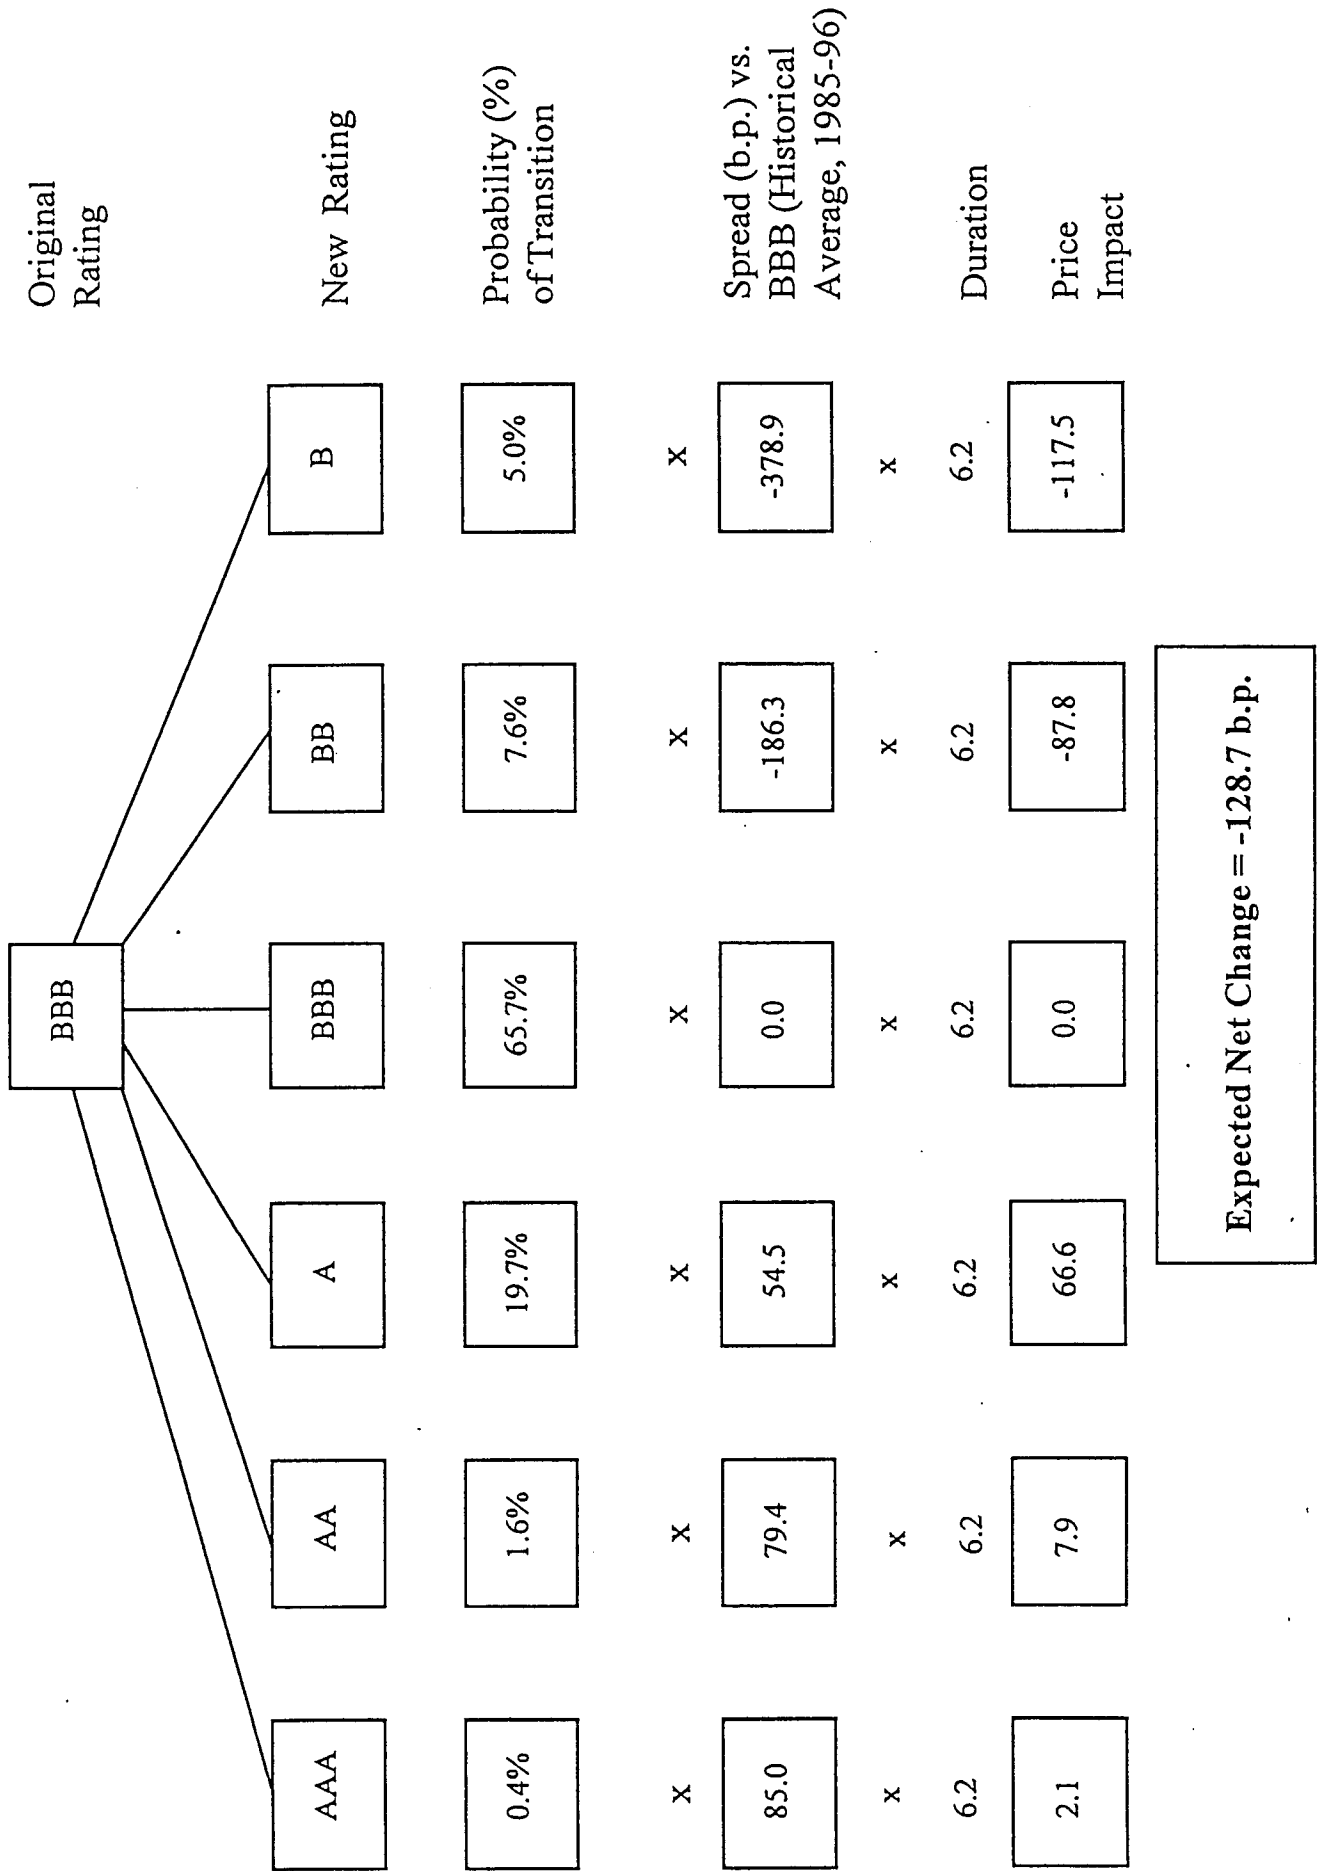 Original
Rating
BBB
New Rating
AAA
AA
A
BBB
BB
B
Probability (%)
of Transition
0.4%
1.6%
19.7%
65.7%
7.6%
5.0%
x
x
x
x
x
x
Spread (b.p.) vs.
BBB (Historical
Average, 1985-96)
85.0
79.4
54.5
0.0
-186.3
-378.9
x
x
x
x
x
x
Duration
6.2
6.2
6.2
6.2
6.2
6.2
Price
Impact
2.1
7.9
66.6
0.0
-87.8
-117.5
Expected Net Change = -128.7 b.p.